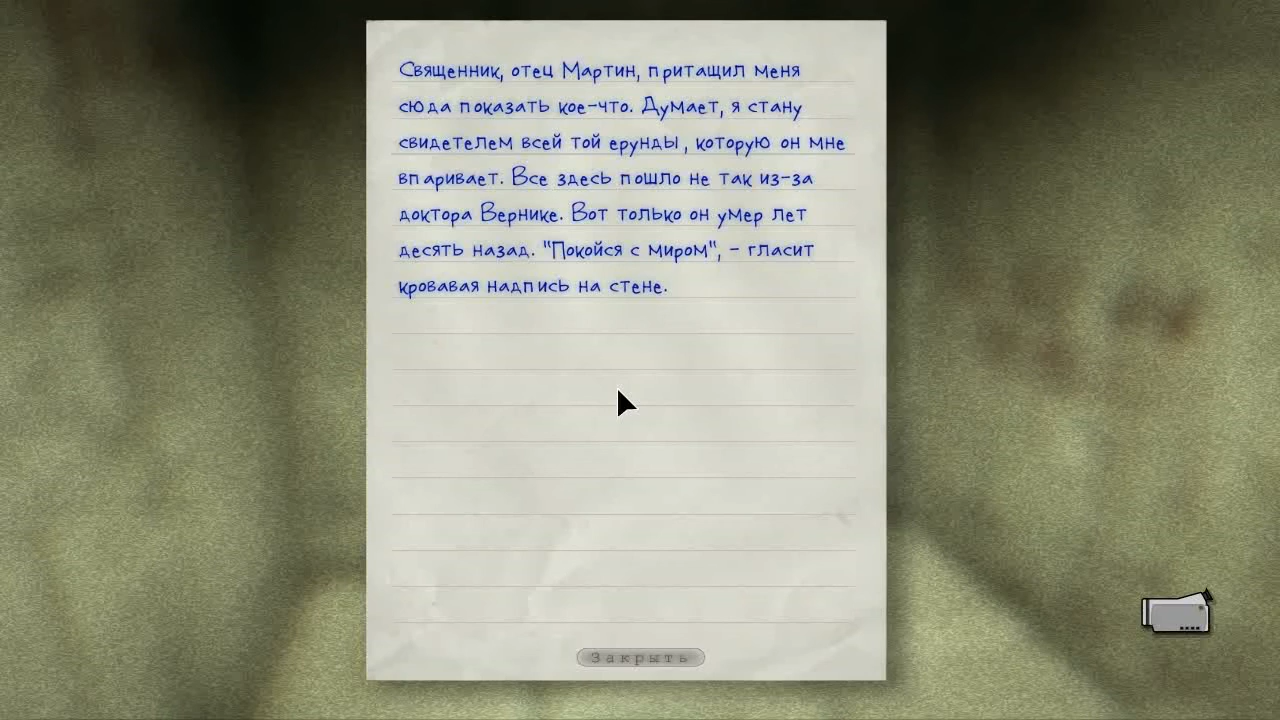 Священник, отец Мартин, притащил меня
сюда показать кое-что. Думает, я стану
свидетелем всей той ерунды, которую он мне
впаривает. Все здесь пошло не так из-за
доктора Вернике. Вот только он умер лет
десять назад. "Покойся с миром", - гласит
кровавая надпись на стене.
Закрыть